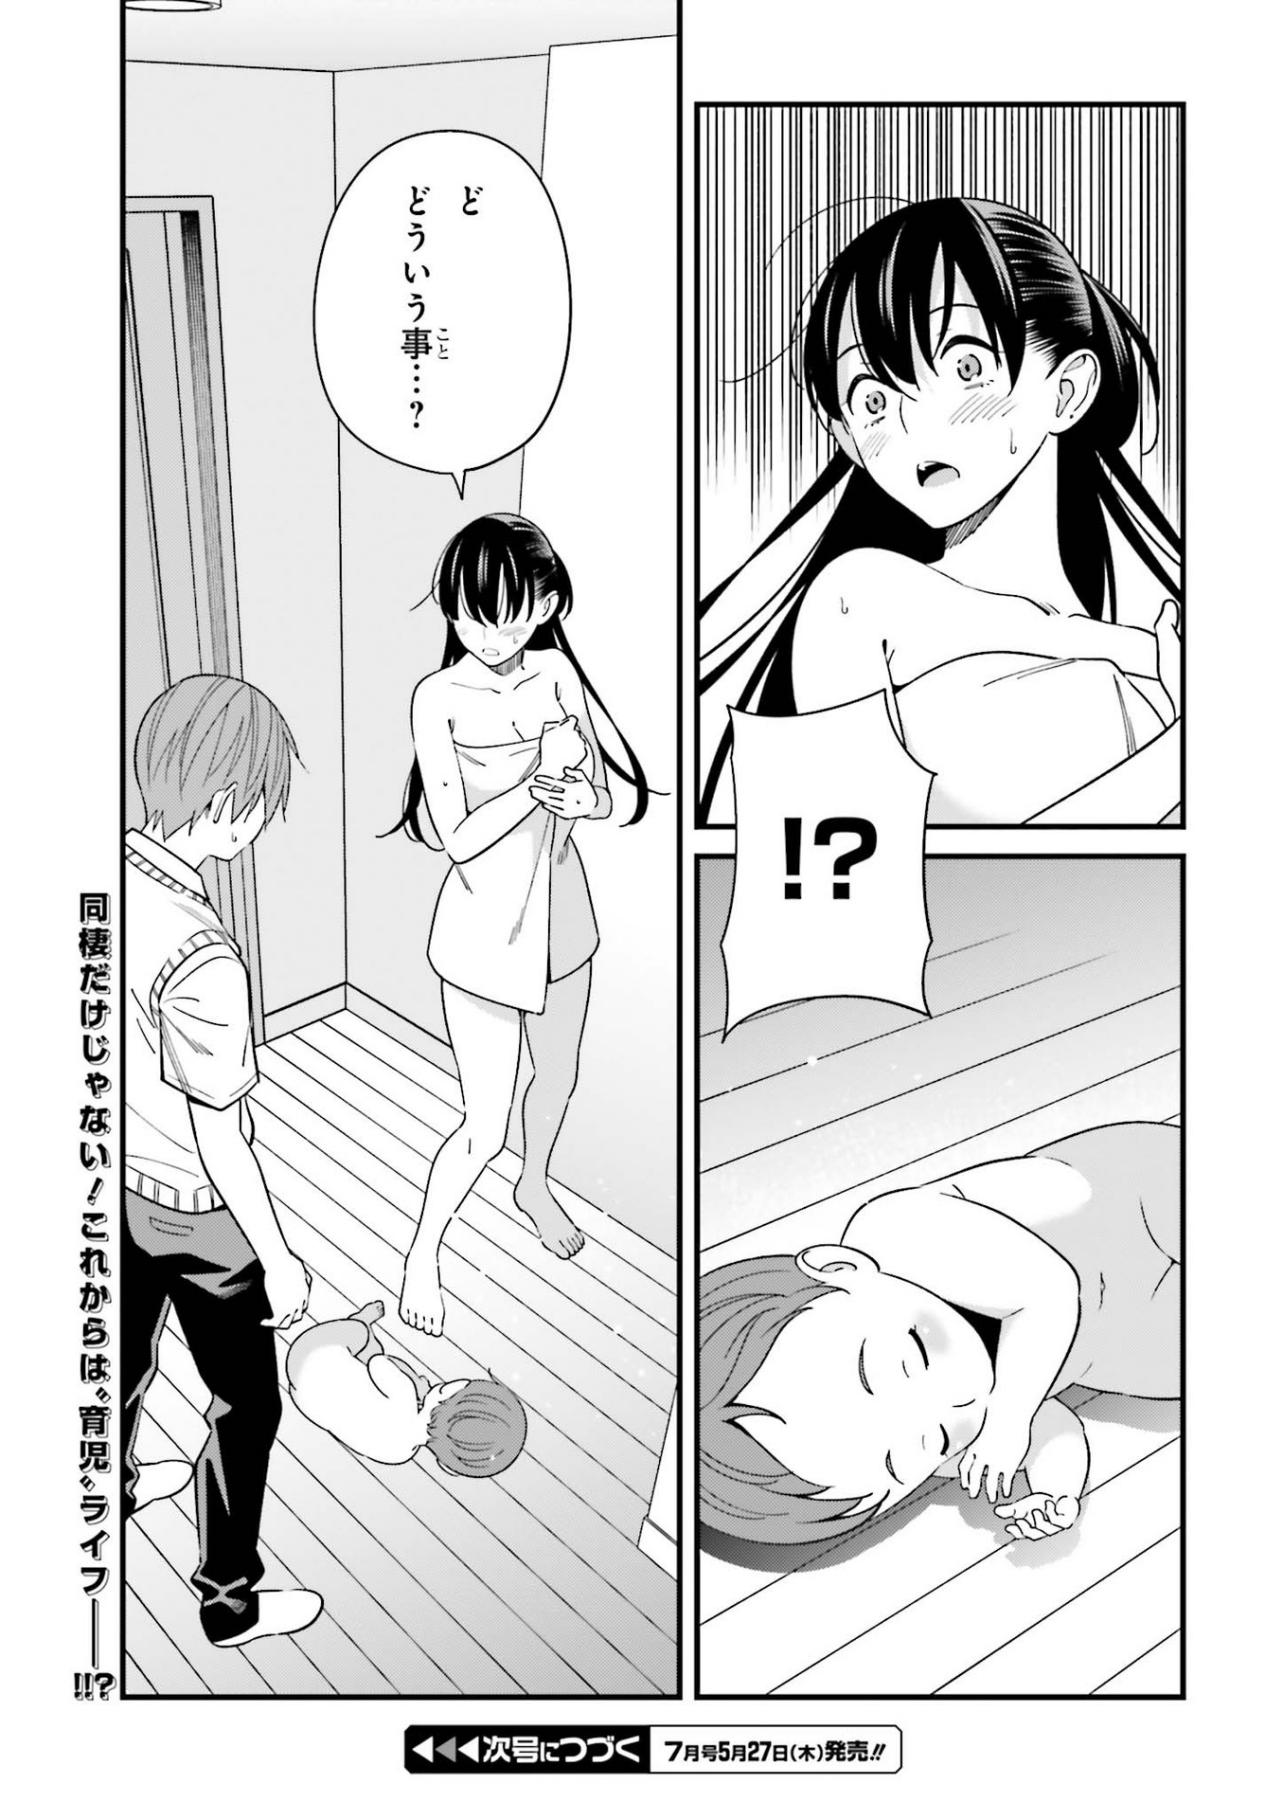 !?
ど
どういう事……?
こと
同棲だけじゃない!これからは〝育児〟ライフ――!!?
次号につづく 7月号5月27日(木)発売!!